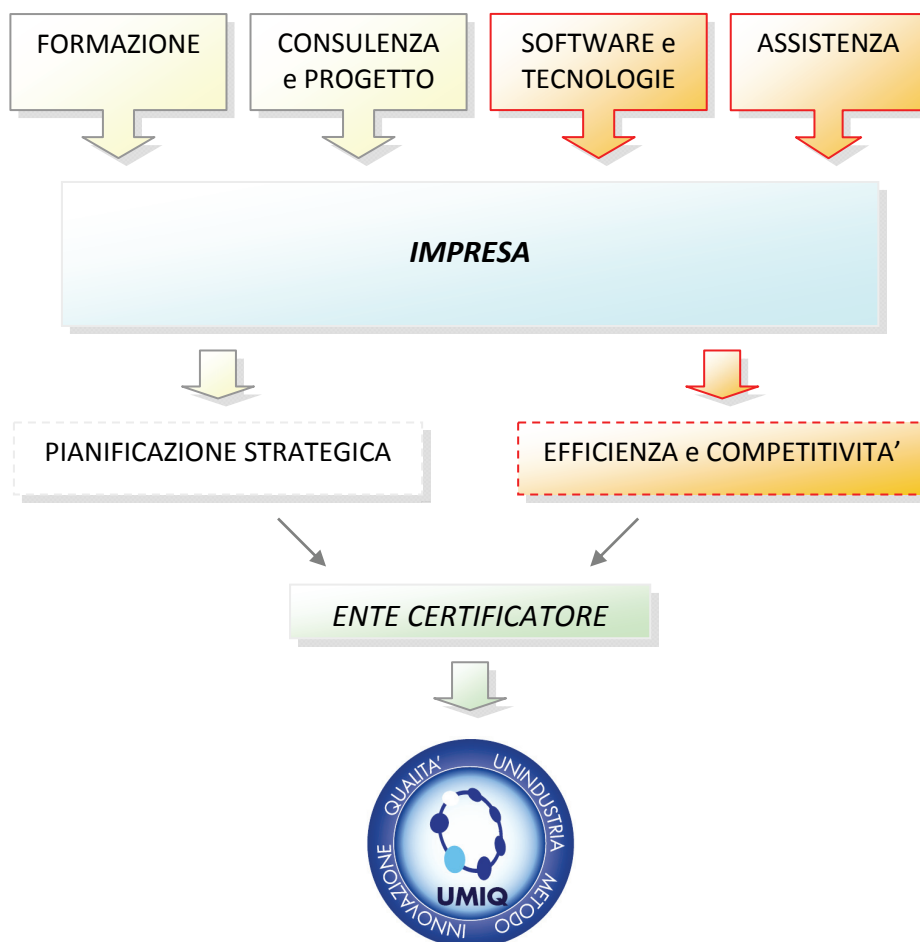 FORMAZIONE
CONSULENZA
e PROGETTO
SOFTWARE e
TECNOLOGIE
ASSISTENZA
IMPRESA
PIANIFICAZIONE STRATEGICA
EFFICIENZA e COMPETITIVITA’
ENTE CERTIFICATORE
UNINDUSTRIA
METODO
INNOVAZIONE
QUALITA’
UMIQ